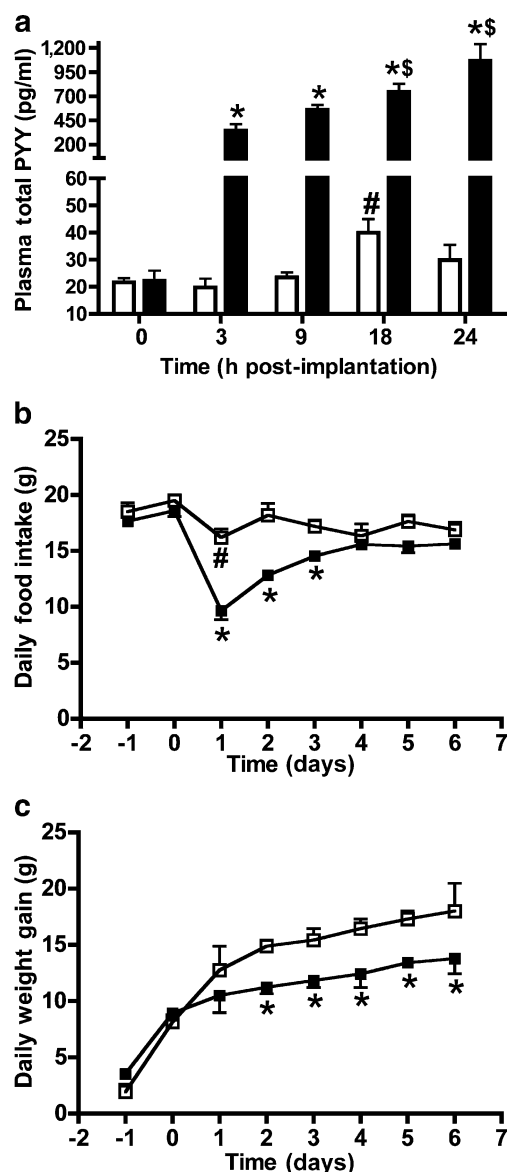 a
Plasma total PYY (pg/ml)
1,200
950
700
450
200
60
50
40
30
20
10
*
*
*$
*$
#
0 3 9 18 24
Time (h post-implantation)
b
Daily food intake (g)
25
20
15
10
5
0
#
*
*
*
-2 -1 0 1 2 3 4 5 6 7
Time (days)
c
Daily weight gain (g)
25
20
15
10
5
0
* * * * *
-2 -1 0 1 2 3 4 5 6 7
Time (days)